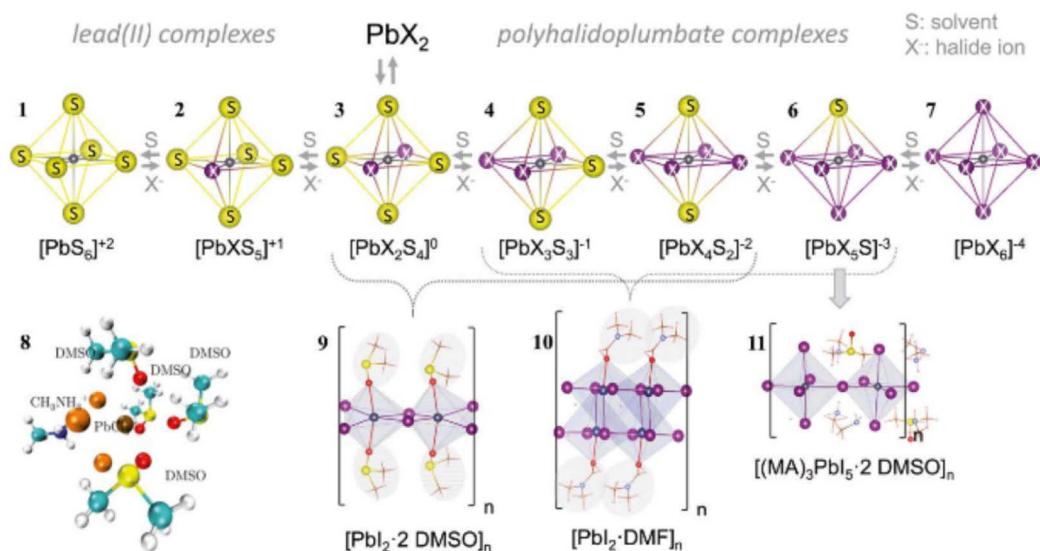 lead(II) complexes
PbX₂
polyhalidoplumbate complexes
S: solvent
X⁻: halide ion
1
2
3
4
5
6
7
S S S S S S
S X S S S S
S S X X S S
S X X X S S
S X X X X S
S X X X X X
X X X X X X
S S S S S S
X⁻ X⁻ X⁻ X⁻ X⁻ X⁻
[PbS₆]⁺²
[PbXS₅]⁺¹
[PbX₂S₄]⁰
[PbX₃S₃]⁻¹
[PbX₄S₂]⁻²
[PbX₅S]⁻³
[PbX₆]⁻⁴
8
DMSO
DMSO
DMSO
CH₃NH₃
DMSO
9
n
[PbI₂·2 DMSO]ₙ
10
n
[PbI₂·DMF]ₙ
11
n
[(MA)₃PbI₅·2 DMSO]ₙ